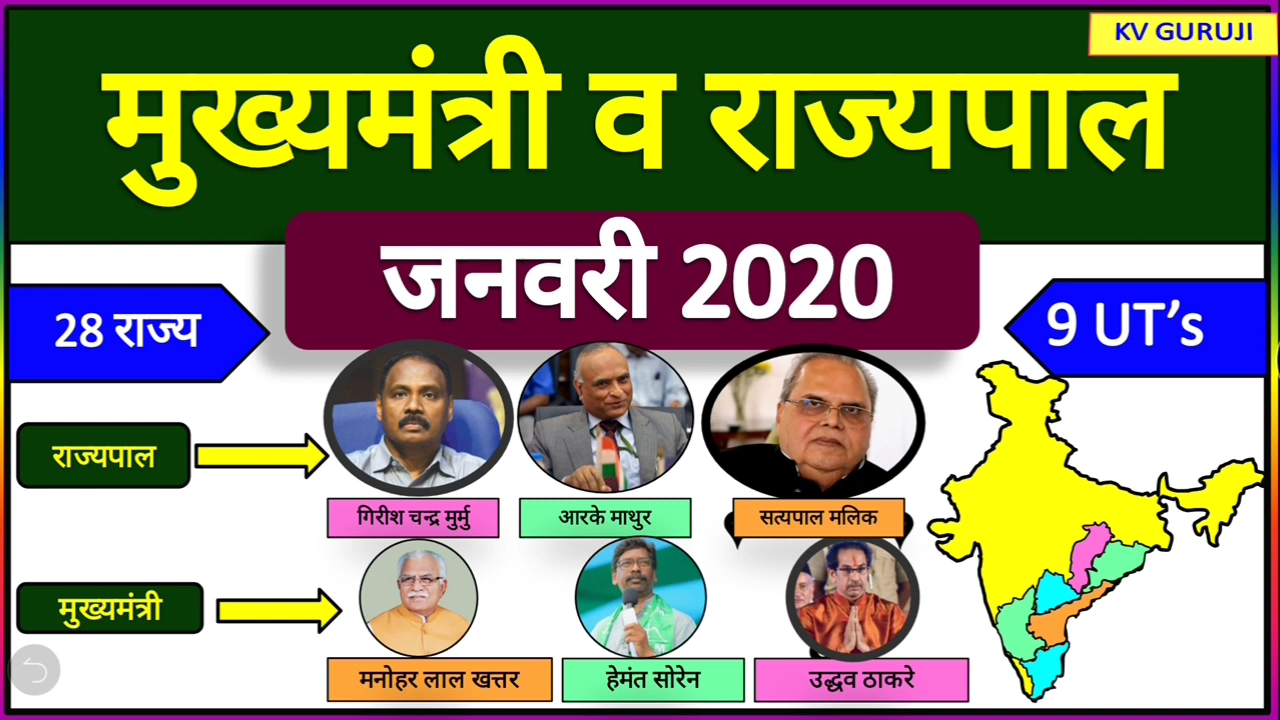 KV GURUJI
मुख्यमंत्री व राज्यपाल
जनवरी 2020
28 राज्य
9 UT’s
राज्यपाल
गिरीश चन्द्र मुर्मु
आरके माथुर
सत्यपाल मलिक
मुख्यमंत्री
मनोहर लाल खत्तर
हेमंत सोरेन
उद्धव ठाकरे